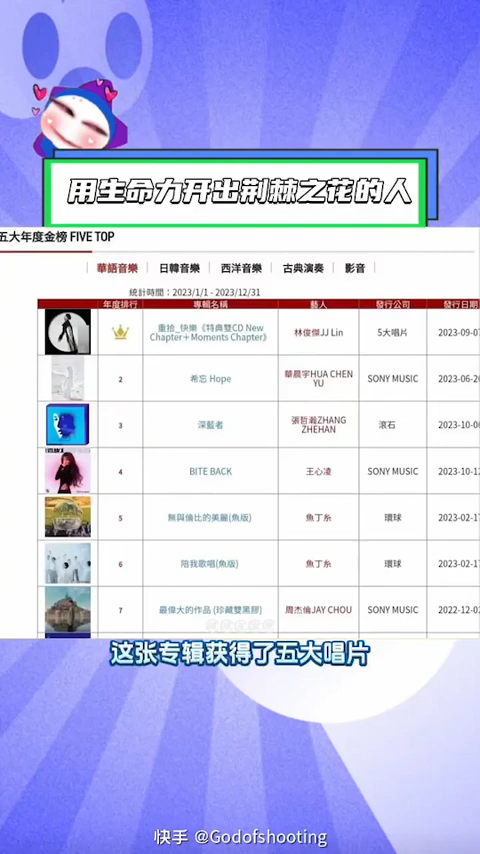 用生命力开出荆棘之花的人
五大年度金榜 FIVE TOP
華語音樂 | 日韓音樂 | 西洋音樂 | 古典演奏 | 影音
統計時間：2023/1/1 - 2023/12/31
年度排行 專輯名稱 藝人 發行公司 發行日期
重拾_快樂《特典雙CD New Chapter＋Moments Chapter》 林俊傑JJ Lin 5大唱片 2023-09-0
2 希忘 Hope 華晨宇HUA CHEN YU SONY MUSIC 2023-06-20
3 深藍者 張哲瀚ZHANG ZHEHAN 滾石 2023-10-0
4 BITE BACK 王心凌 SONY MUSIC 2023-10-1
5 無與倫比的美麗(魚版) 魚丁糸 環球 2023-02-1
6 陪我歌唱(魚版) 魚丁糸 環球 2023-02-1
7 最偉大的作品 (珍藏雙黑膠) 周杰倫JAY CHOU SONY MUSIC 2022-12-0
这张专辑获得了五大唱片
快手 @Godofshooting